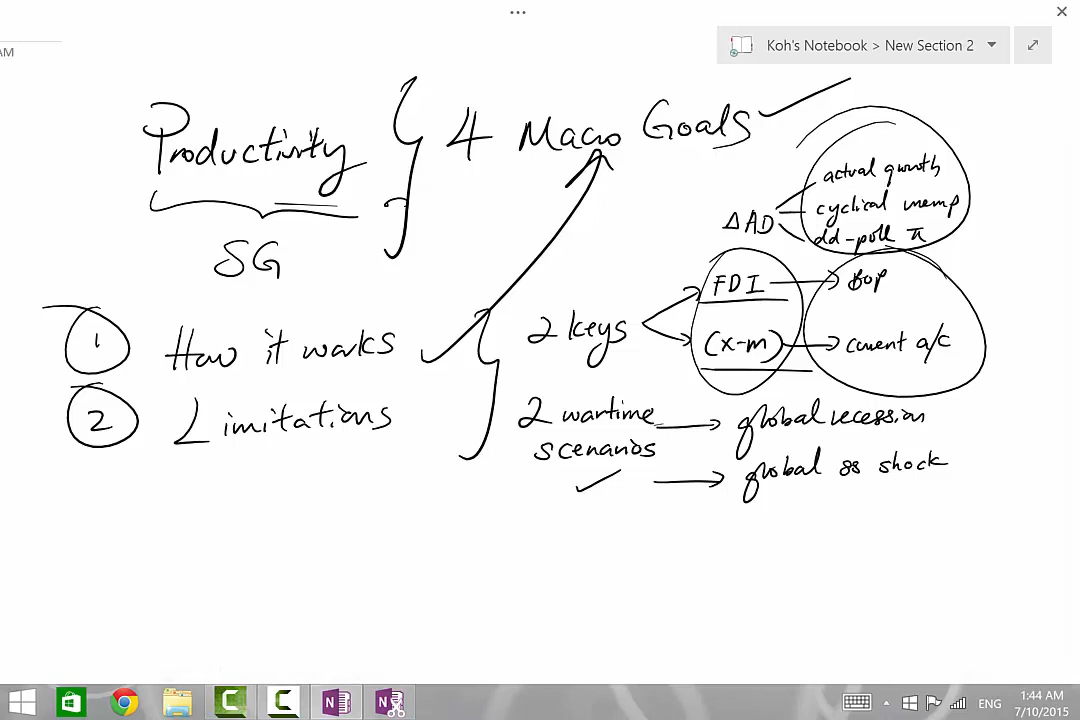 ...
AM
Koh's Notebook > New Section 2
Productivity
4 Macro Goals
SG
ΔAD
actual growth
cyclical unemp
dd-pull π
① How it works
② Limitations
2 keys
FDI → BOP
(x-m) → current a/c
2 wartime scenarios → global recession
→ global ss shock
ENG
1:44 AM
7/10/2015